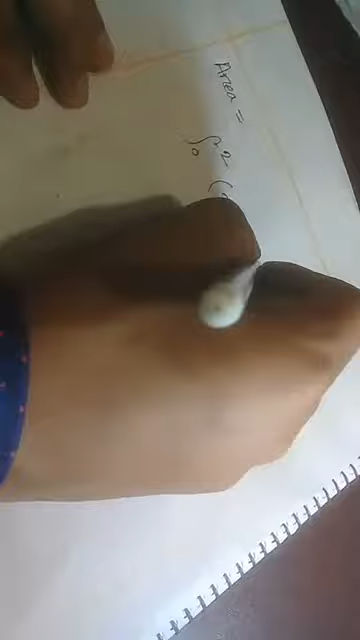 Area =
∫₀² (